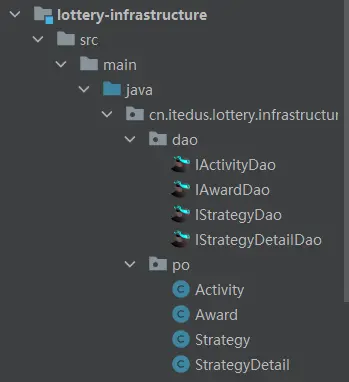 lottery-infrastructure
src
main
java
cn.itedus.lottery.infrastructur
dao
IActivityDao
IAwardDao
IStrategyDao
IStrategyDetailDao
po
C Activity
C Award
C Strategy
C StrategyDetail